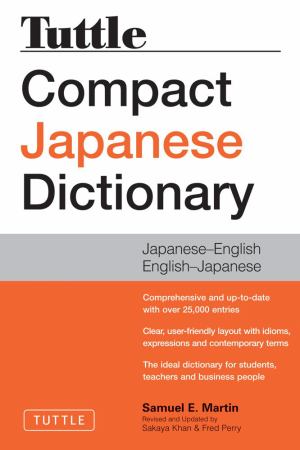 Tuttle
Compact
Japanese
Dictionary
Japanese–English
English–Japanese
Comprehensive and up-to-date
with over 25,000 entries
Clear, user-friendly layout with idioms,
expressions and contemporary terms
The ideal dictionary for students,
teachers and business people
Samuel E. Martin
Revised and Updated by
Sakaya Khan & Fred Perry
TUTTLE